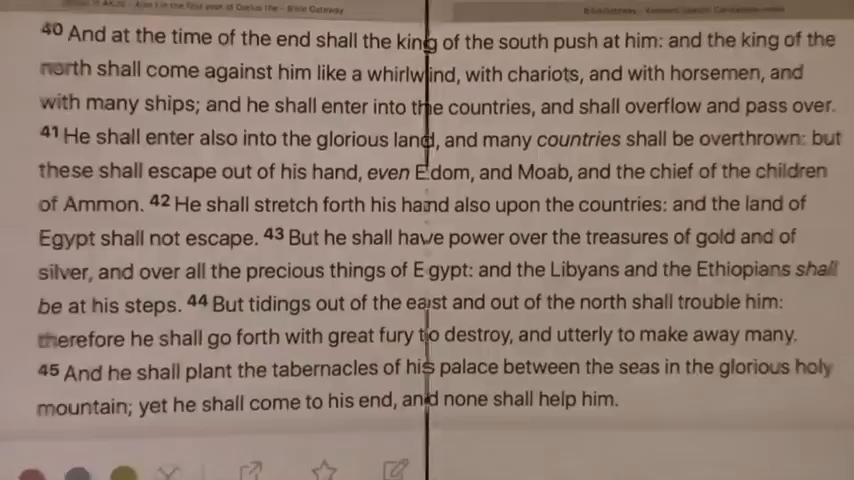 40 And at the time of the end shall the king of the south push at him: and the king of the
north shall come against him like a whirlwind, with chariots, and with horsemen, and
with many ships; and he shall enter into the countries, and shall overflow and pass over.
41 He shall enter also into the glorious land, and many countries shall be overthrown: but
these shall escape out of his hand, even Edom, and Moab, and the chief of the children
of Ammon. 42 He shall stretch forth his hand also upon the countries: and the land of
Egypt shall not escape. 43 But he shall have power over the treasures of gold and of
silver, and over all the precious things of Egypt: and the Libyans and the Ethiopians shall
be at his steps. 44 But tidings out of the east and out of the north shall trouble him:
therefore he shall go forth with great fury to destroy, and utterly to make away many.
45 And he shall plant the tabernacles of his palace between the seas in the glorious holy
mountain; yet he shall come to his end, and none shall help him.